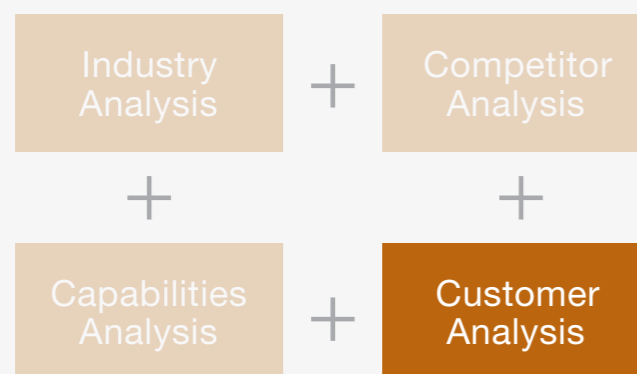 Industry
Analysis
Competitor
Analysis
Capabilities
Analysis
Customer
Analysis